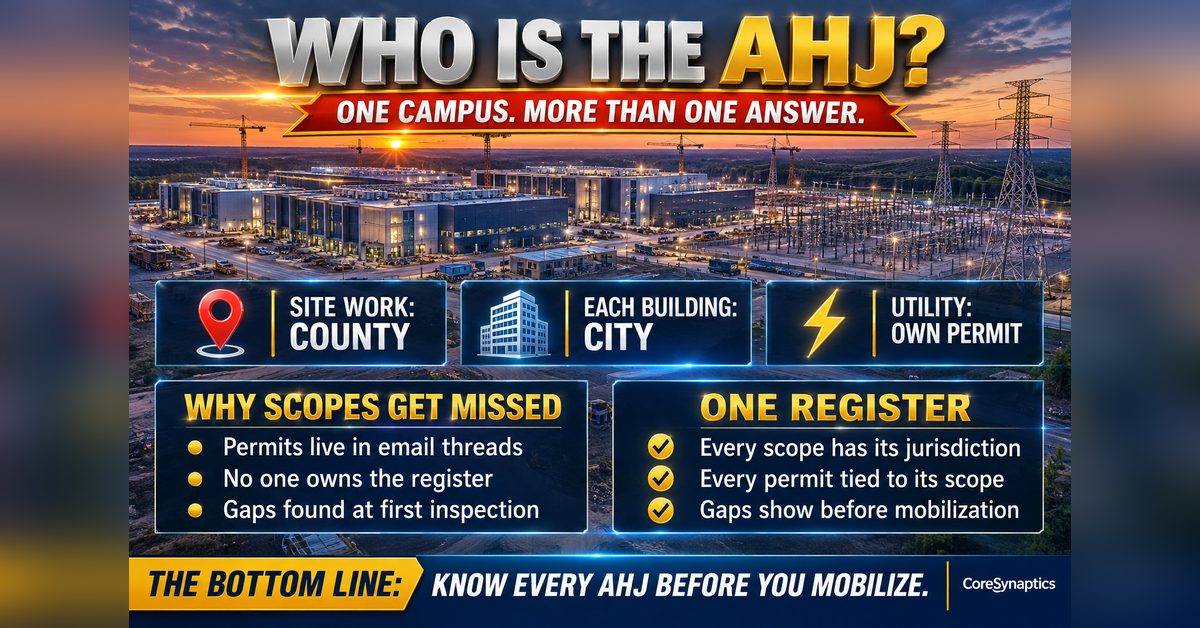 WHO IS THE AHJ?
ONE CAMPUS. MORE THAN ONE ANSWER.
SITE WORK:
COUNTY
EACH BUILDING:
CITY
UTILITY:
OWN PERMIT
WHY SCOPES GET MISSED
Permits live in email threads
No one owns the register
Gaps found at first inspection
ONE REGISTER
Every scope has its jurisdiction
Every permit tied to its scope
Gaps show before mobilization
THE BOTTOM LINE: KNOW EVERY AHJ BEFORE YOU MOBILIZE.
CoreSynaptics